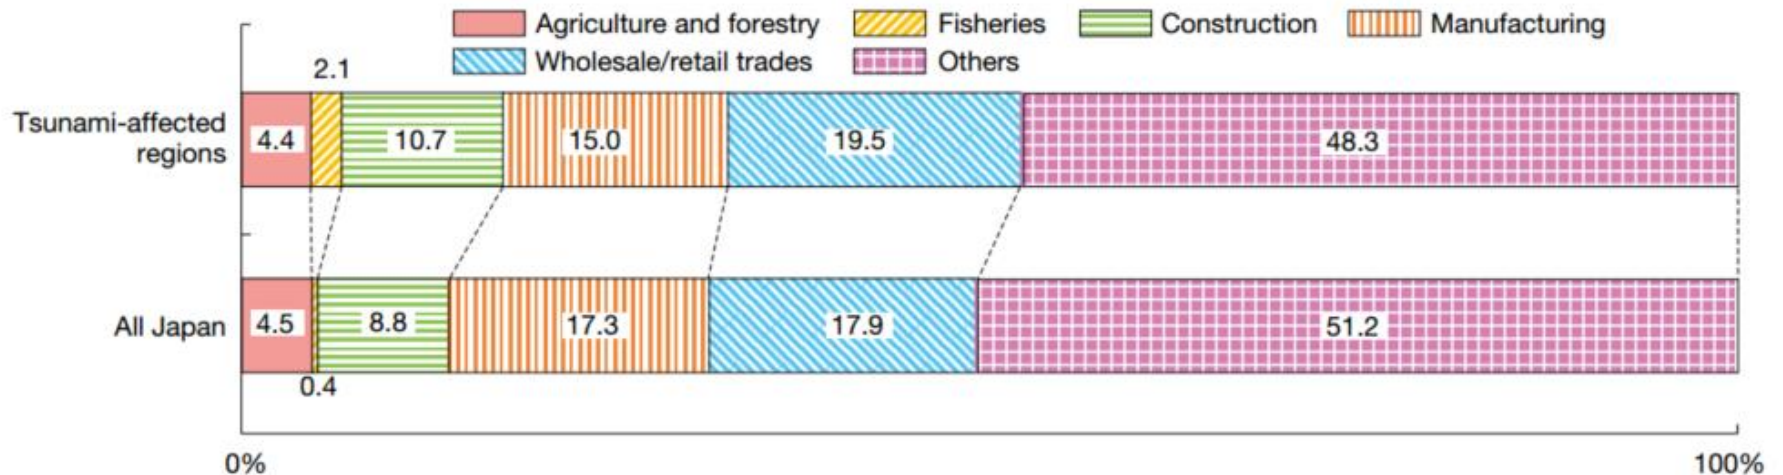 Agriculture and forestry Fisheries Construction Manufacturing
Wholesale/retail trades Others
2.1
Tsunami-affected
regions
4.4 10.7 15.0 19.5 48.3
All Japan
4.5 8.8 17.3 17.9 51.2
0.4
0% 100%